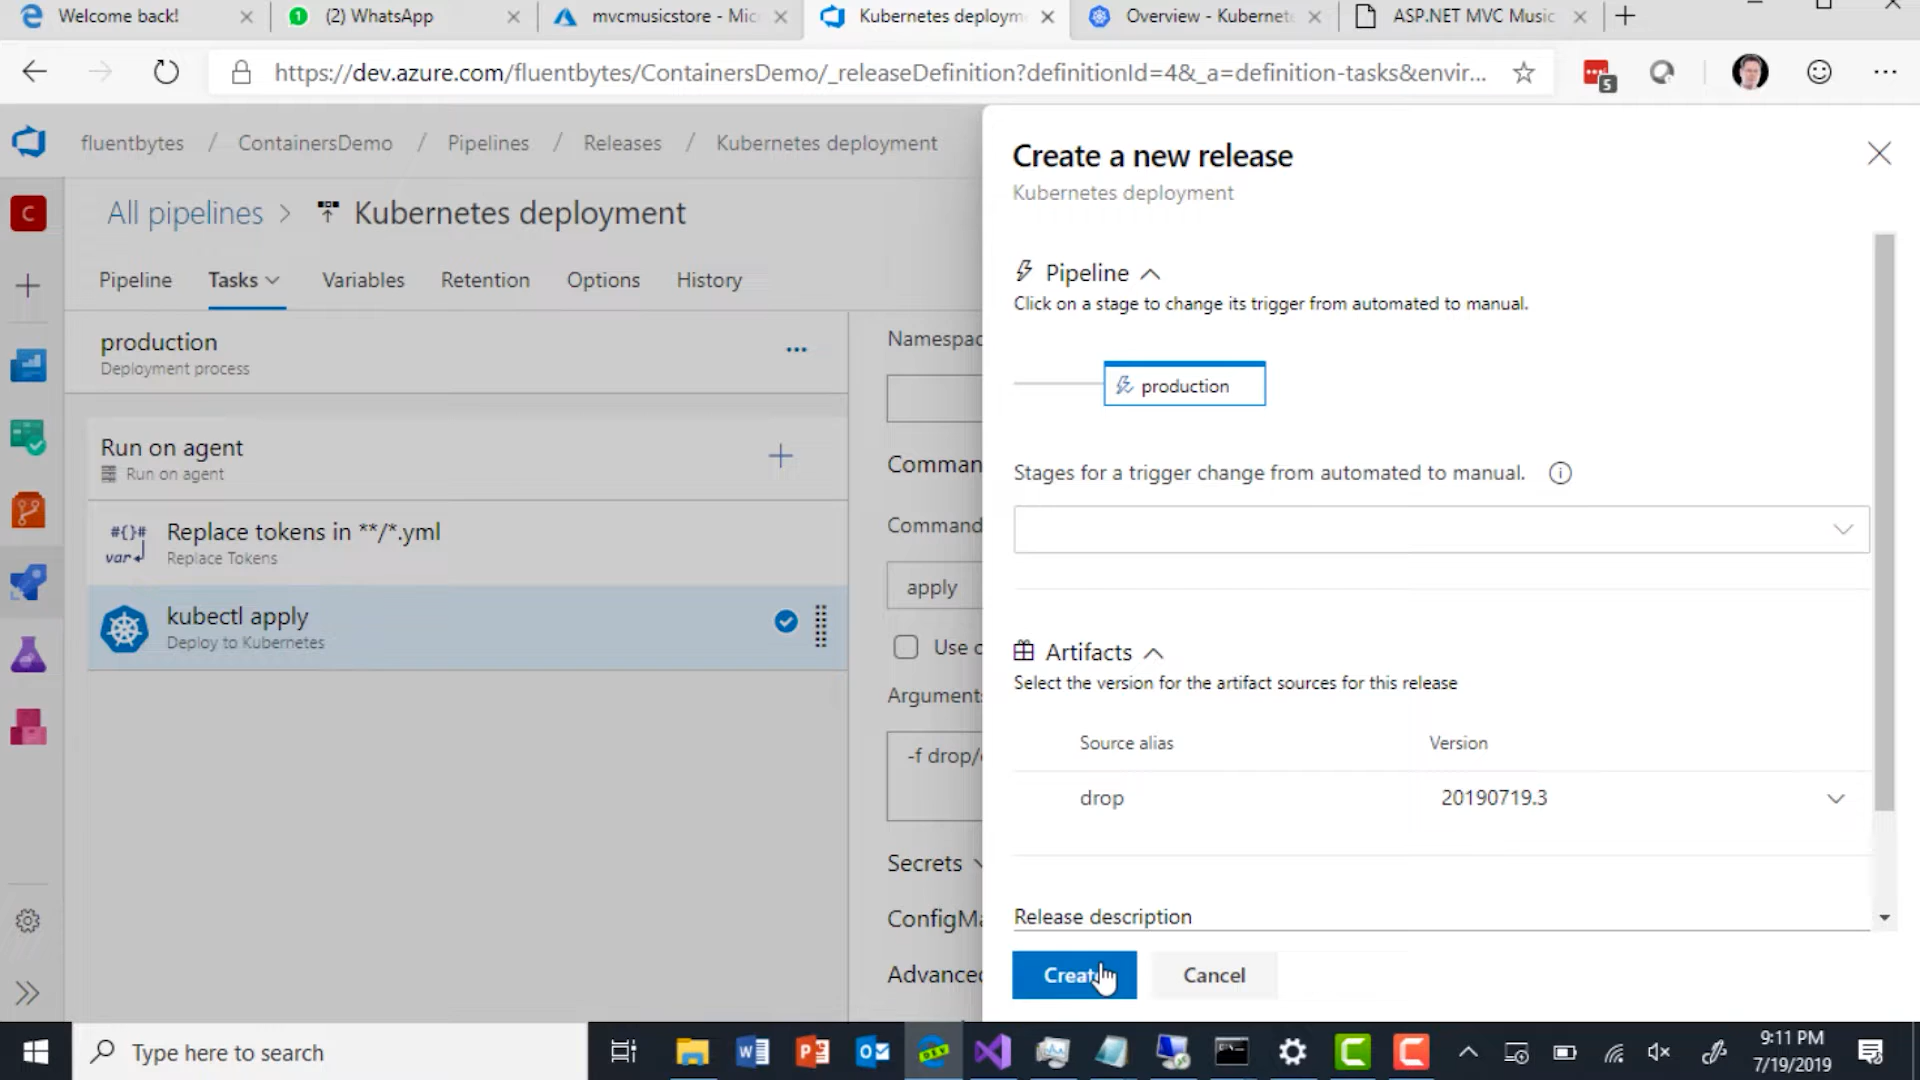 Welcome back!
(2) WhatsApp
mvcmusicstore - Mic
Kubernetes deploym
Overview - Kubernet
ASP.NET MVC Music
https://dev.azure.com/fluentbytes/ContainersDemo/_releaseDefinition?definitionId=4&_a=definition-tasks&envir...
5
fluentbytes / ContainersDemo / Pipelines / Releases / Kubernetes deployment
C
All pipelines > Kubernetes deployment
Pipeline Tasks Variables Retention Options History
production
Deployment process
Run on agent
Run on agent
#{}# var
Replace tokens in **/*.yml
Replace Tokens
kubectl apply
Deploy to Kubernetes
Namespac
Comman
Command
apply
Use c
Argument
-f drop/
Secrets
ConfigMa
Advanced
Create a new release
Kubernetes deployment
Pipeline
Click on a stage to change its trigger from automated to manual.
production
Stages for a trigger change from automated to manual.
Artifacts
Select the version for the artifact sources for this release
Source alias Version
drop 20190719.3
Release description
Create Cancel
Type here to search
9:11 PM
7/19/2019